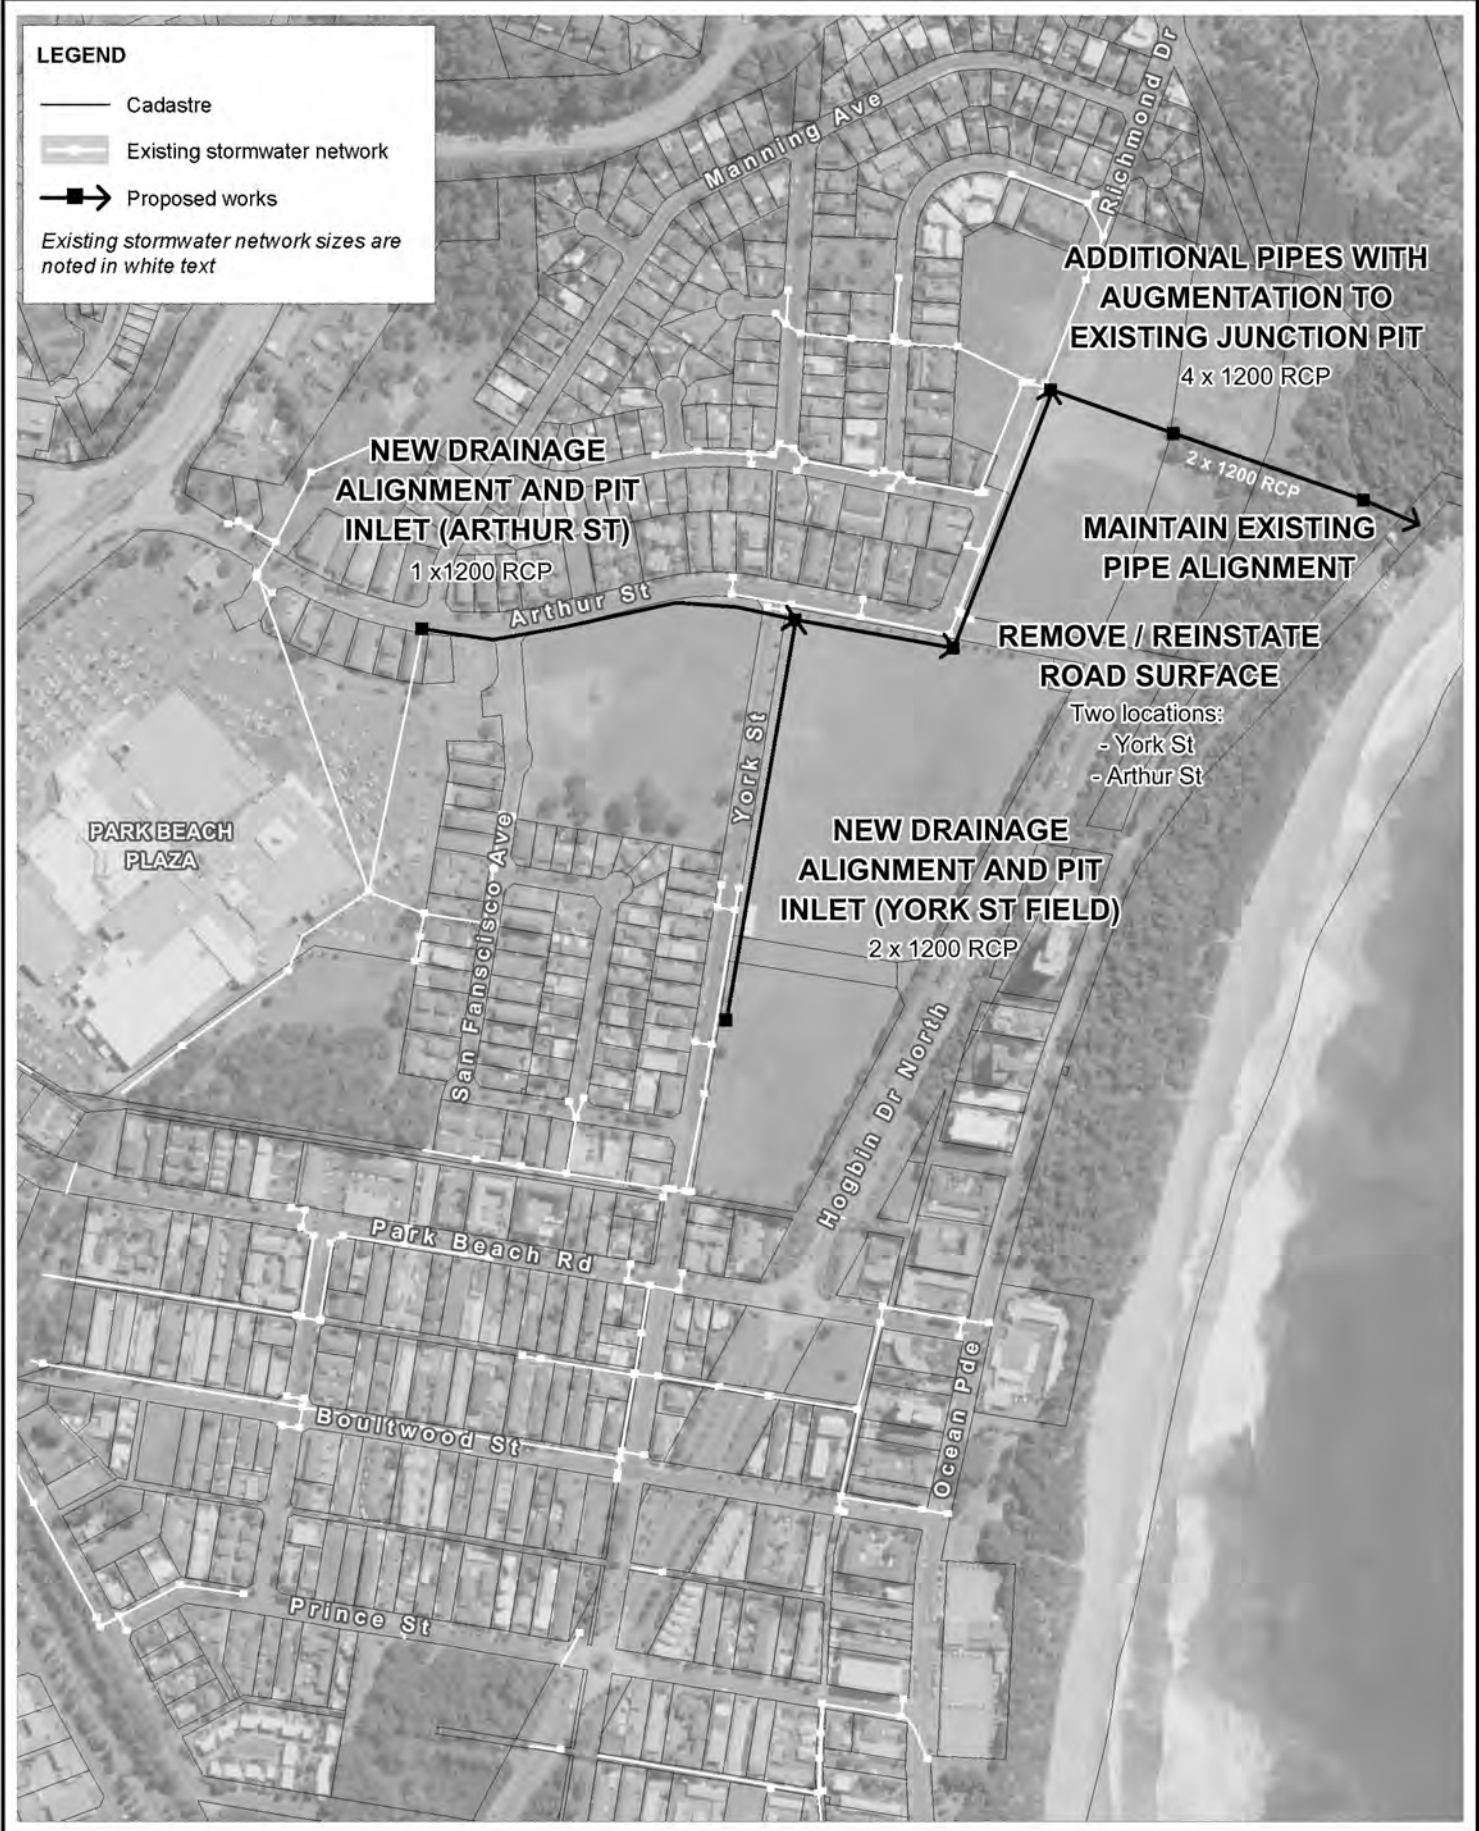 LEGEND
Cadastre
Existing stormwater network
Proposed works
Existing stormwater network sizes are
noted in white text
Manning Ave
Richmond Dr
ADDITIONAL PIPES WITH
AUGMENTATION TO
EXISTING JUNCTION PIT
4 x 1200 RCP
2 x 1200 RCP
MAINTAIN EXISTING
PIPE ALIGNMENT
NEW DRAINAGE
ALIGNMENT AND PIT
INLET (ARTHUR ST)
1 x1200 RCP
Arthur St
REMOVE / REINSTATE
ROAD SURFACE
Two locations:
- York St
- Arthur St
York St
PARK BEACH
PLAZA
San Fanscisco Ave
NEW DRAINAGE
ALIGNMENT AND PIT
INLET (YORK ST FIELD)
2 x 1200 RCP
Hogbin Dr North
Park Beach Rd
Boultwood St
Ocean Pde
Prince St